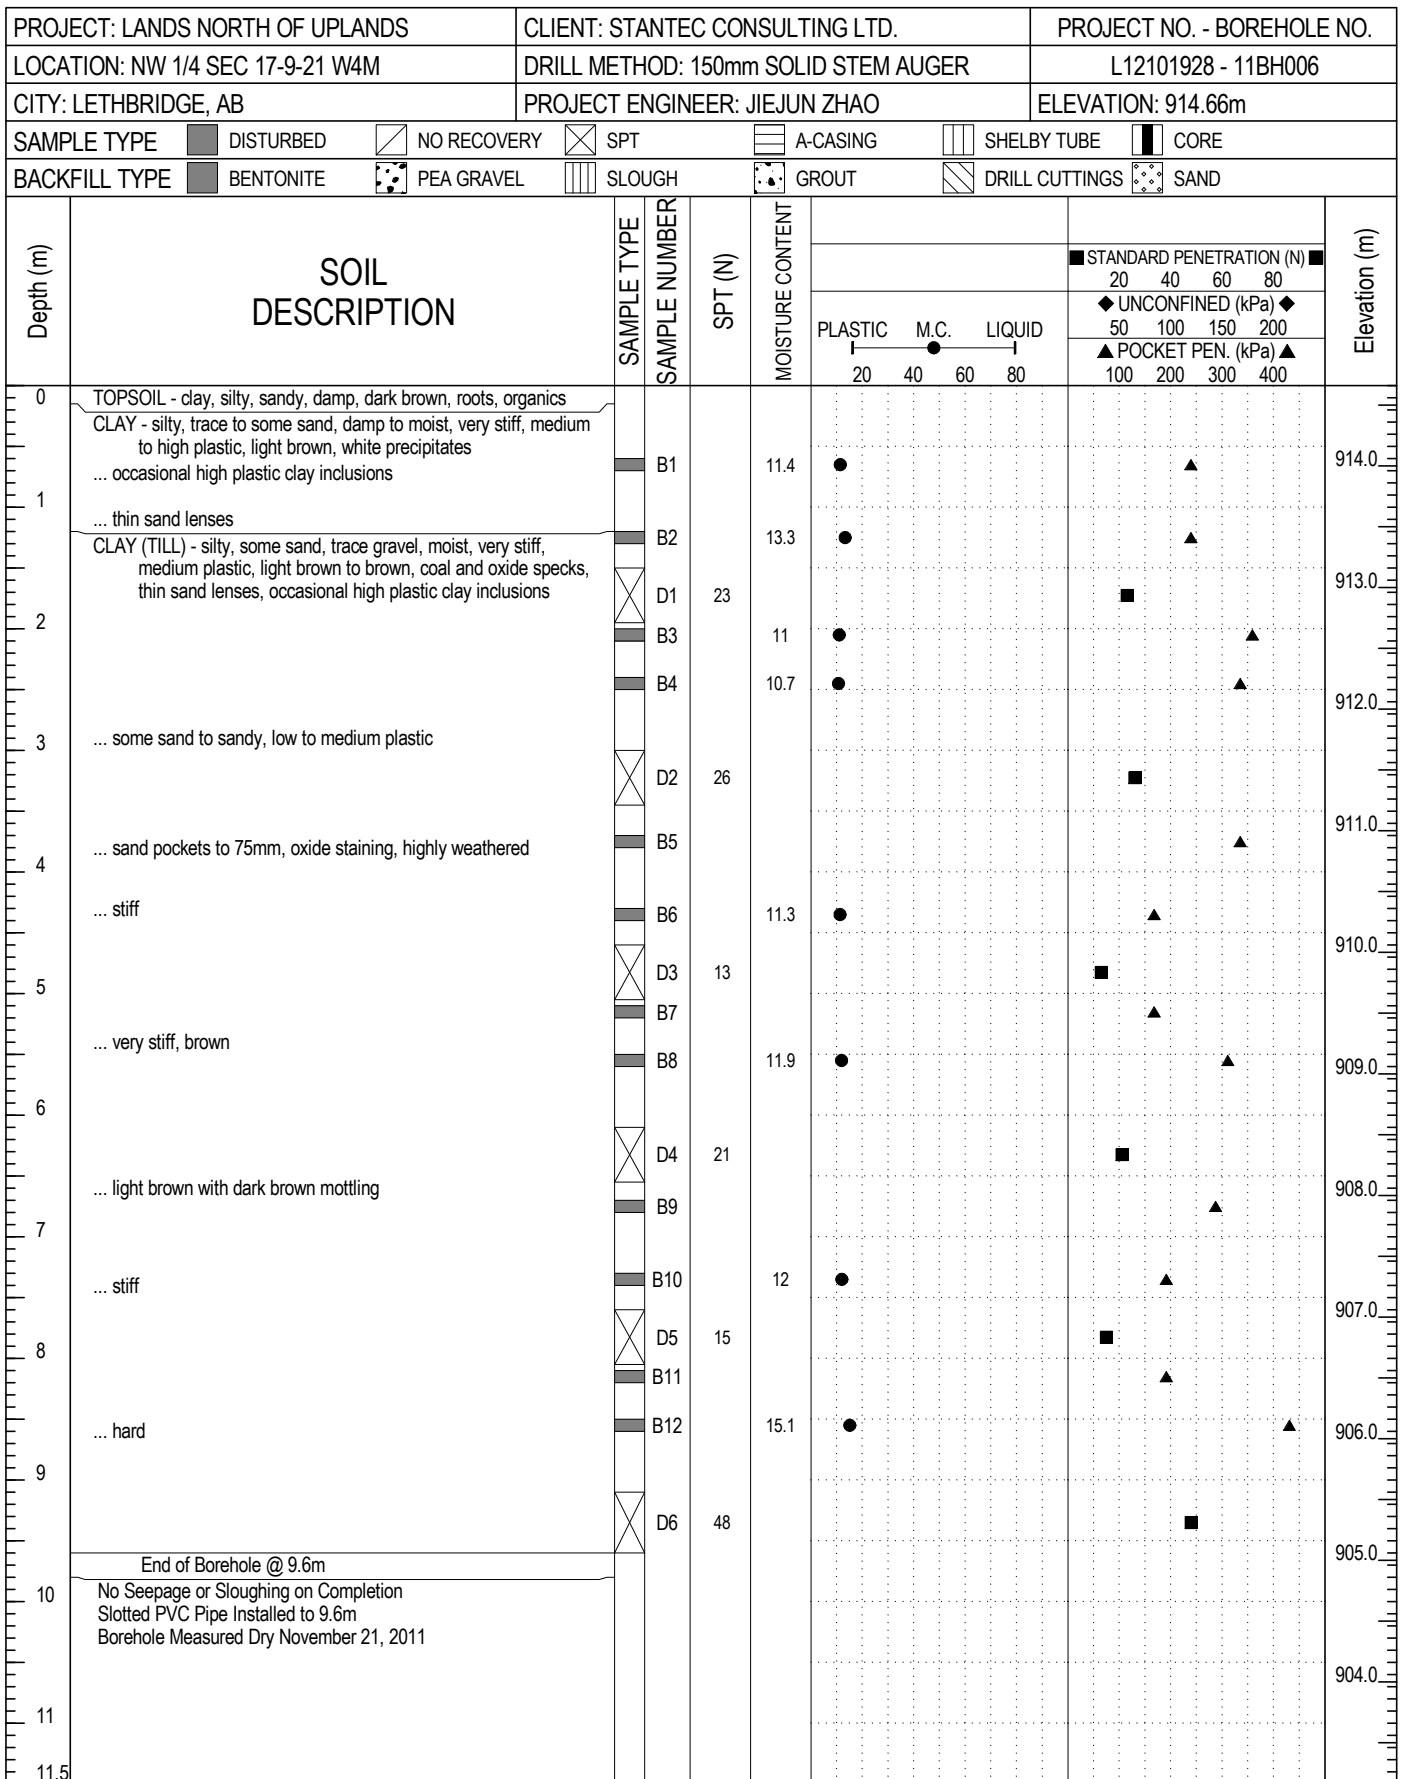 PROJECT: LANDS NORTH OF UPLANDS
CLIENT: STANTEC CONSULTING LTD.
PROJECT NO. - BOREHOLE NO.
LOCATION: NW 1/4 SEC 17-9-21 W4M
DRILL METHOD: 150mm SOLID STEM AUGER
L12101928 - 11BH006
CITY: LETHBRIDGE, AB
PROJECT ENGINEER: JIEJUN ZHAO
ELEVATION: 914.66m
SAMPLE TYPE DISTURBED NO RECOVERY SPT A-CASING SHELBY TUBE CORE
BACKFILL TYPE BENTONITE PEA GRAVEL SLOUGH GROUT DRILL CUTTINGS SAND
Depth (m)
SOIL
DESCRIPTION
SAMPLE TYPE
SAMPLE NUMBER
SPT (N)
MOISTURE CONTENT
PLASTIC M.C. LIQUID
20 40 60 80
STANDARD PENETRATION (N)
20 40 60 80
UNCONFINED (kPa)
50 100 150 200
POCKET PEN. (kPa)
100 200 300 400
Elevation (m)
0
TOPSOIL - clay, silty, sandy, damp, dark brown, roots, organics
CLAY - silty, trace to some sand, damp to moist, very stiff, medium
to high plastic, light brown, white precipitates
B1 11.4 914.0
... occasional high plastic clay inclusions
1
... thin sand lenses
B2 13.3
CLAY (TILL) - silty, some sand, trace gravel, moist, very stiff,
medium plastic, light brown to brown, coal and oxide specks,
913.0
thin sand lenses, occasional high plastic clay inclusions
D1 23
2
B3 11
B4 10.7
912.0
3
... some sand to sandy, low to medium plastic
D2 26
911.0
B5
... sand pockets to 75mm, oxide staining, highly weathered
4
... stiff
B6 11.3
910.0
D3 13
5
B7
... very stiff, brown
B8 11.9
909.0
6
D4 21
... light brown with dark brown mottling
908.0
B9
7
... stiff
B10 12
907.0
D5 15
8
B11
... hard
B12 15.1
906.0
9
D6 48
905.0
End of Borehole @ 9.6m
10
No Seepage or Sloughing on Completion
Slotted PVC Pipe Installed to 9.6m
Borehole Measured Dry November 21, 2011
904.0
11
11.5